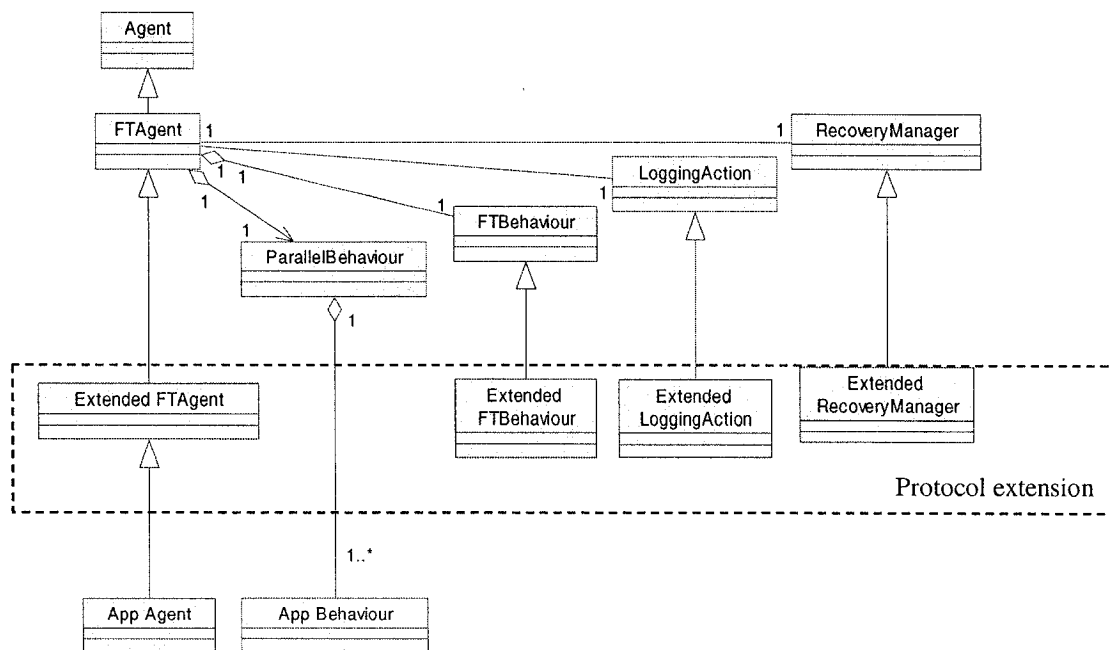 Agent
FTAgent
1
1
RecoveryManager
LoggingAction
1
1
1
1
1
FTBehaviour
1
ParallelBehaviour
1
Extended FTAgent
Extended
FTBehaviour
Extended
LoggingAction
Extended
RecoveryManager
Protocol extension
1..*
App Agent
App Behaviour